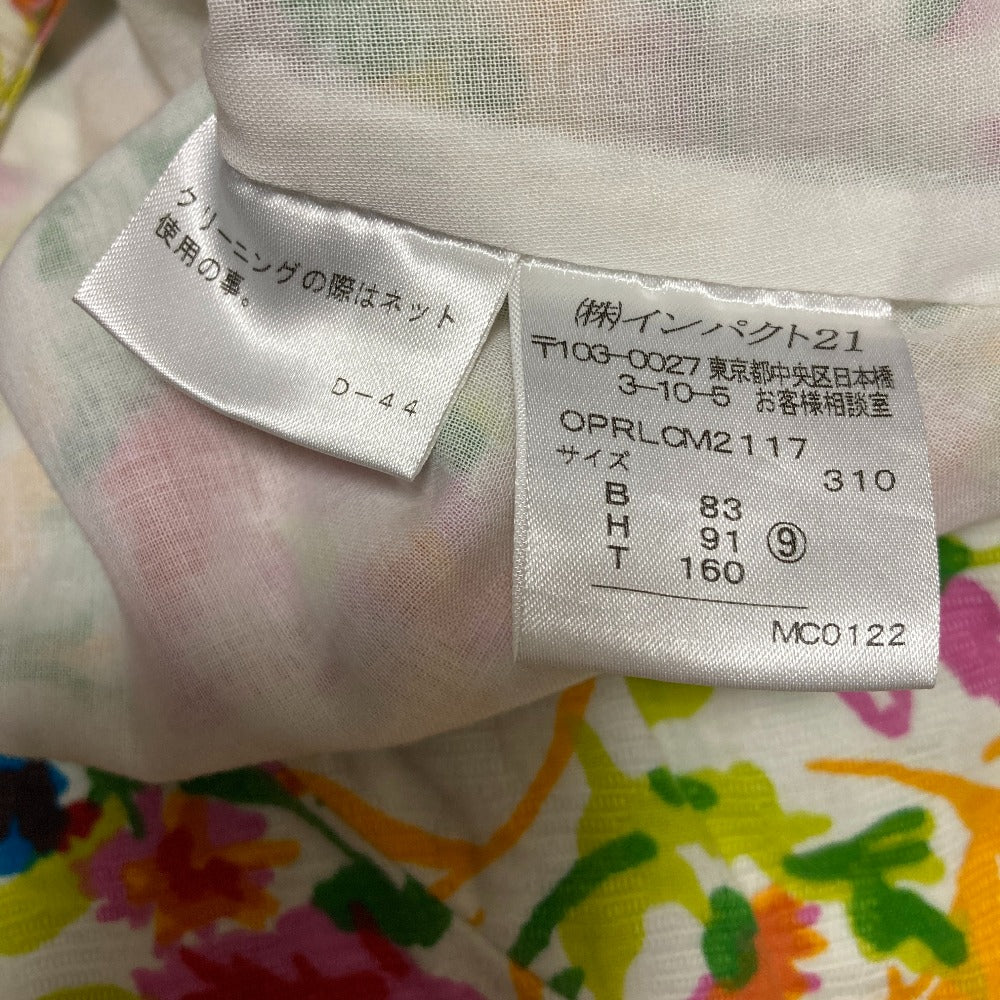 クリーニングの際はネット
使用の事。
D-44
(株)インパクト21
〒103-0027 東京都中央区日本橋
3-10-5 お客様相談室
OPRLCM2117
サイズ 310
B 83
H 91 ⑨
T 160
MC0122